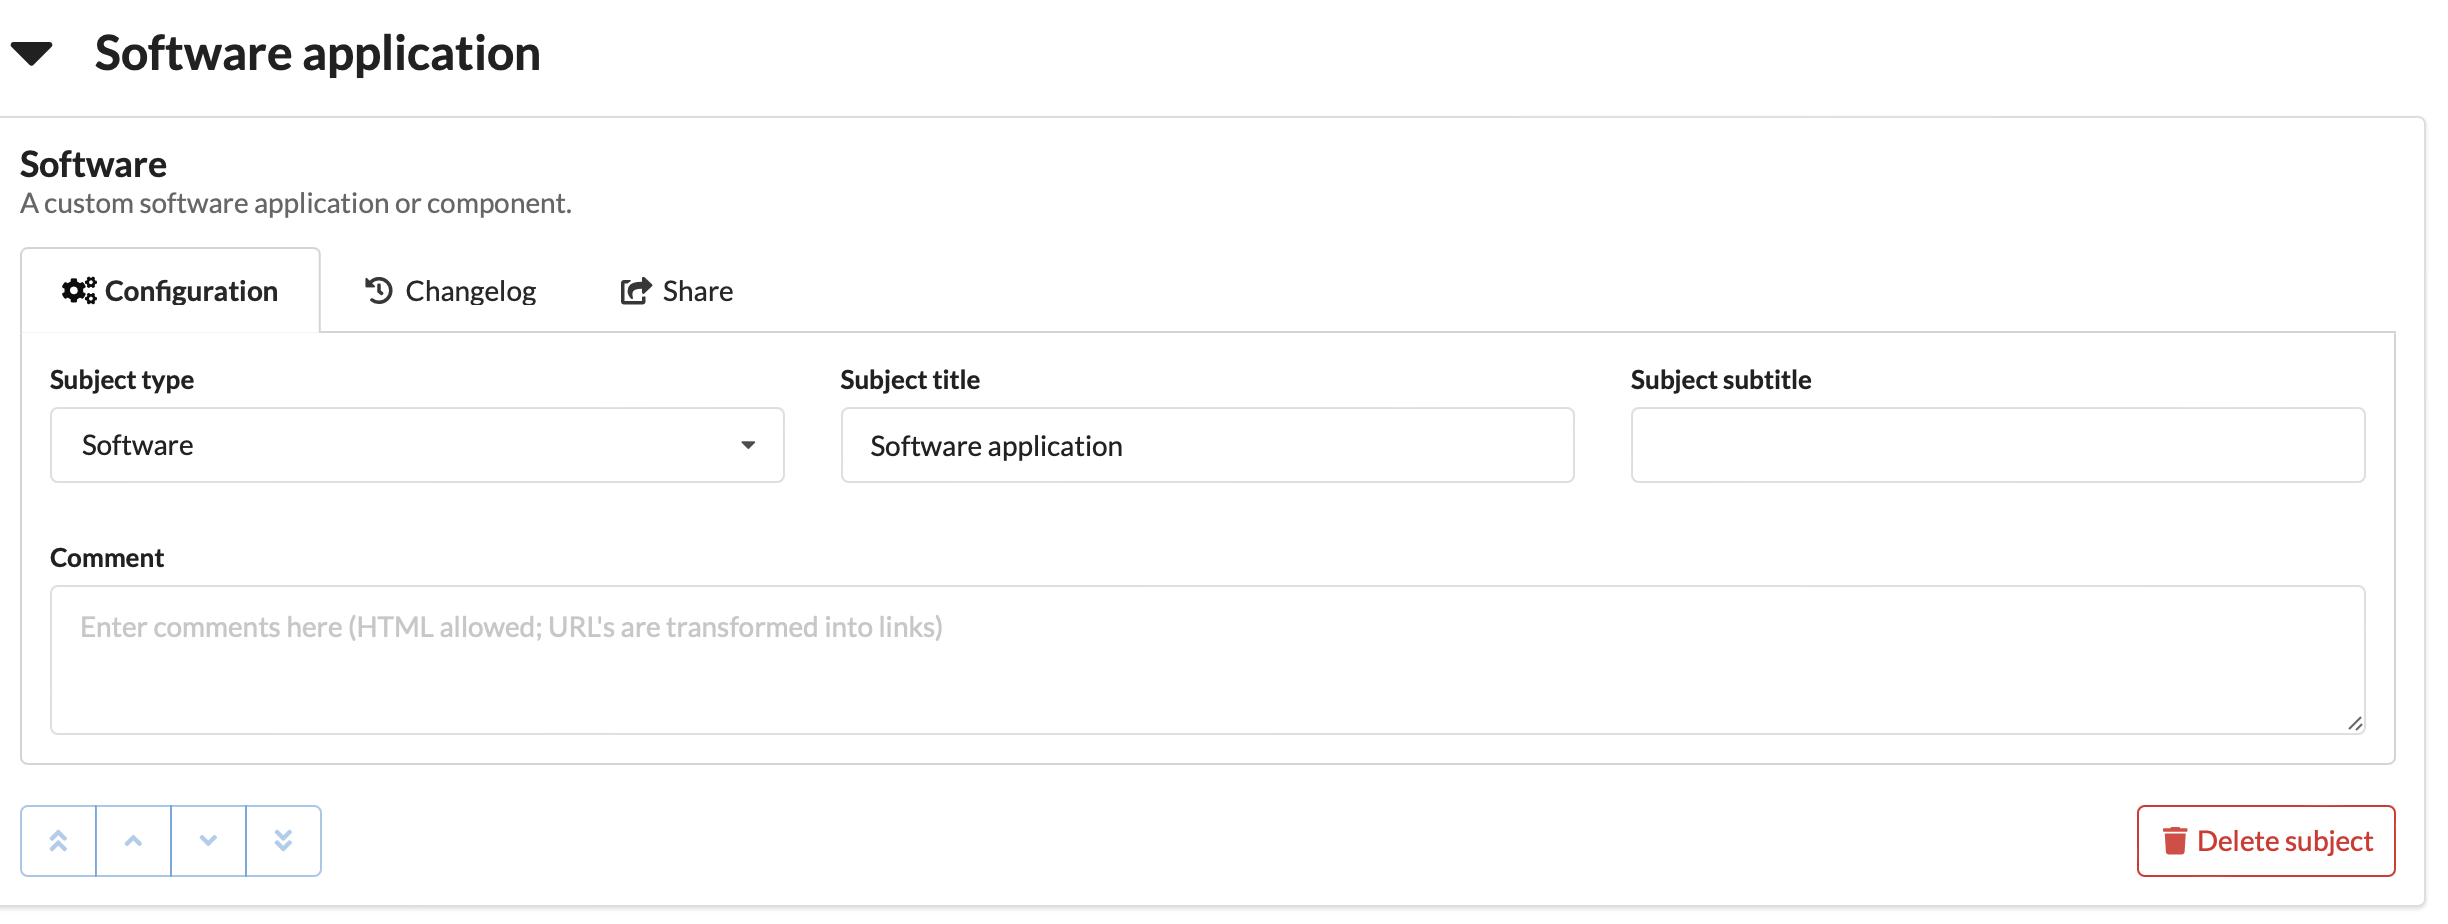 Software application
Software
A custom software application or component.
Configuration
Changelog
Share
Subject type
Subject title
Subject subtitle
Software
Software application
Comment
Enter comments here (HTML allowed; URL's are transformed into links)
Delete subject